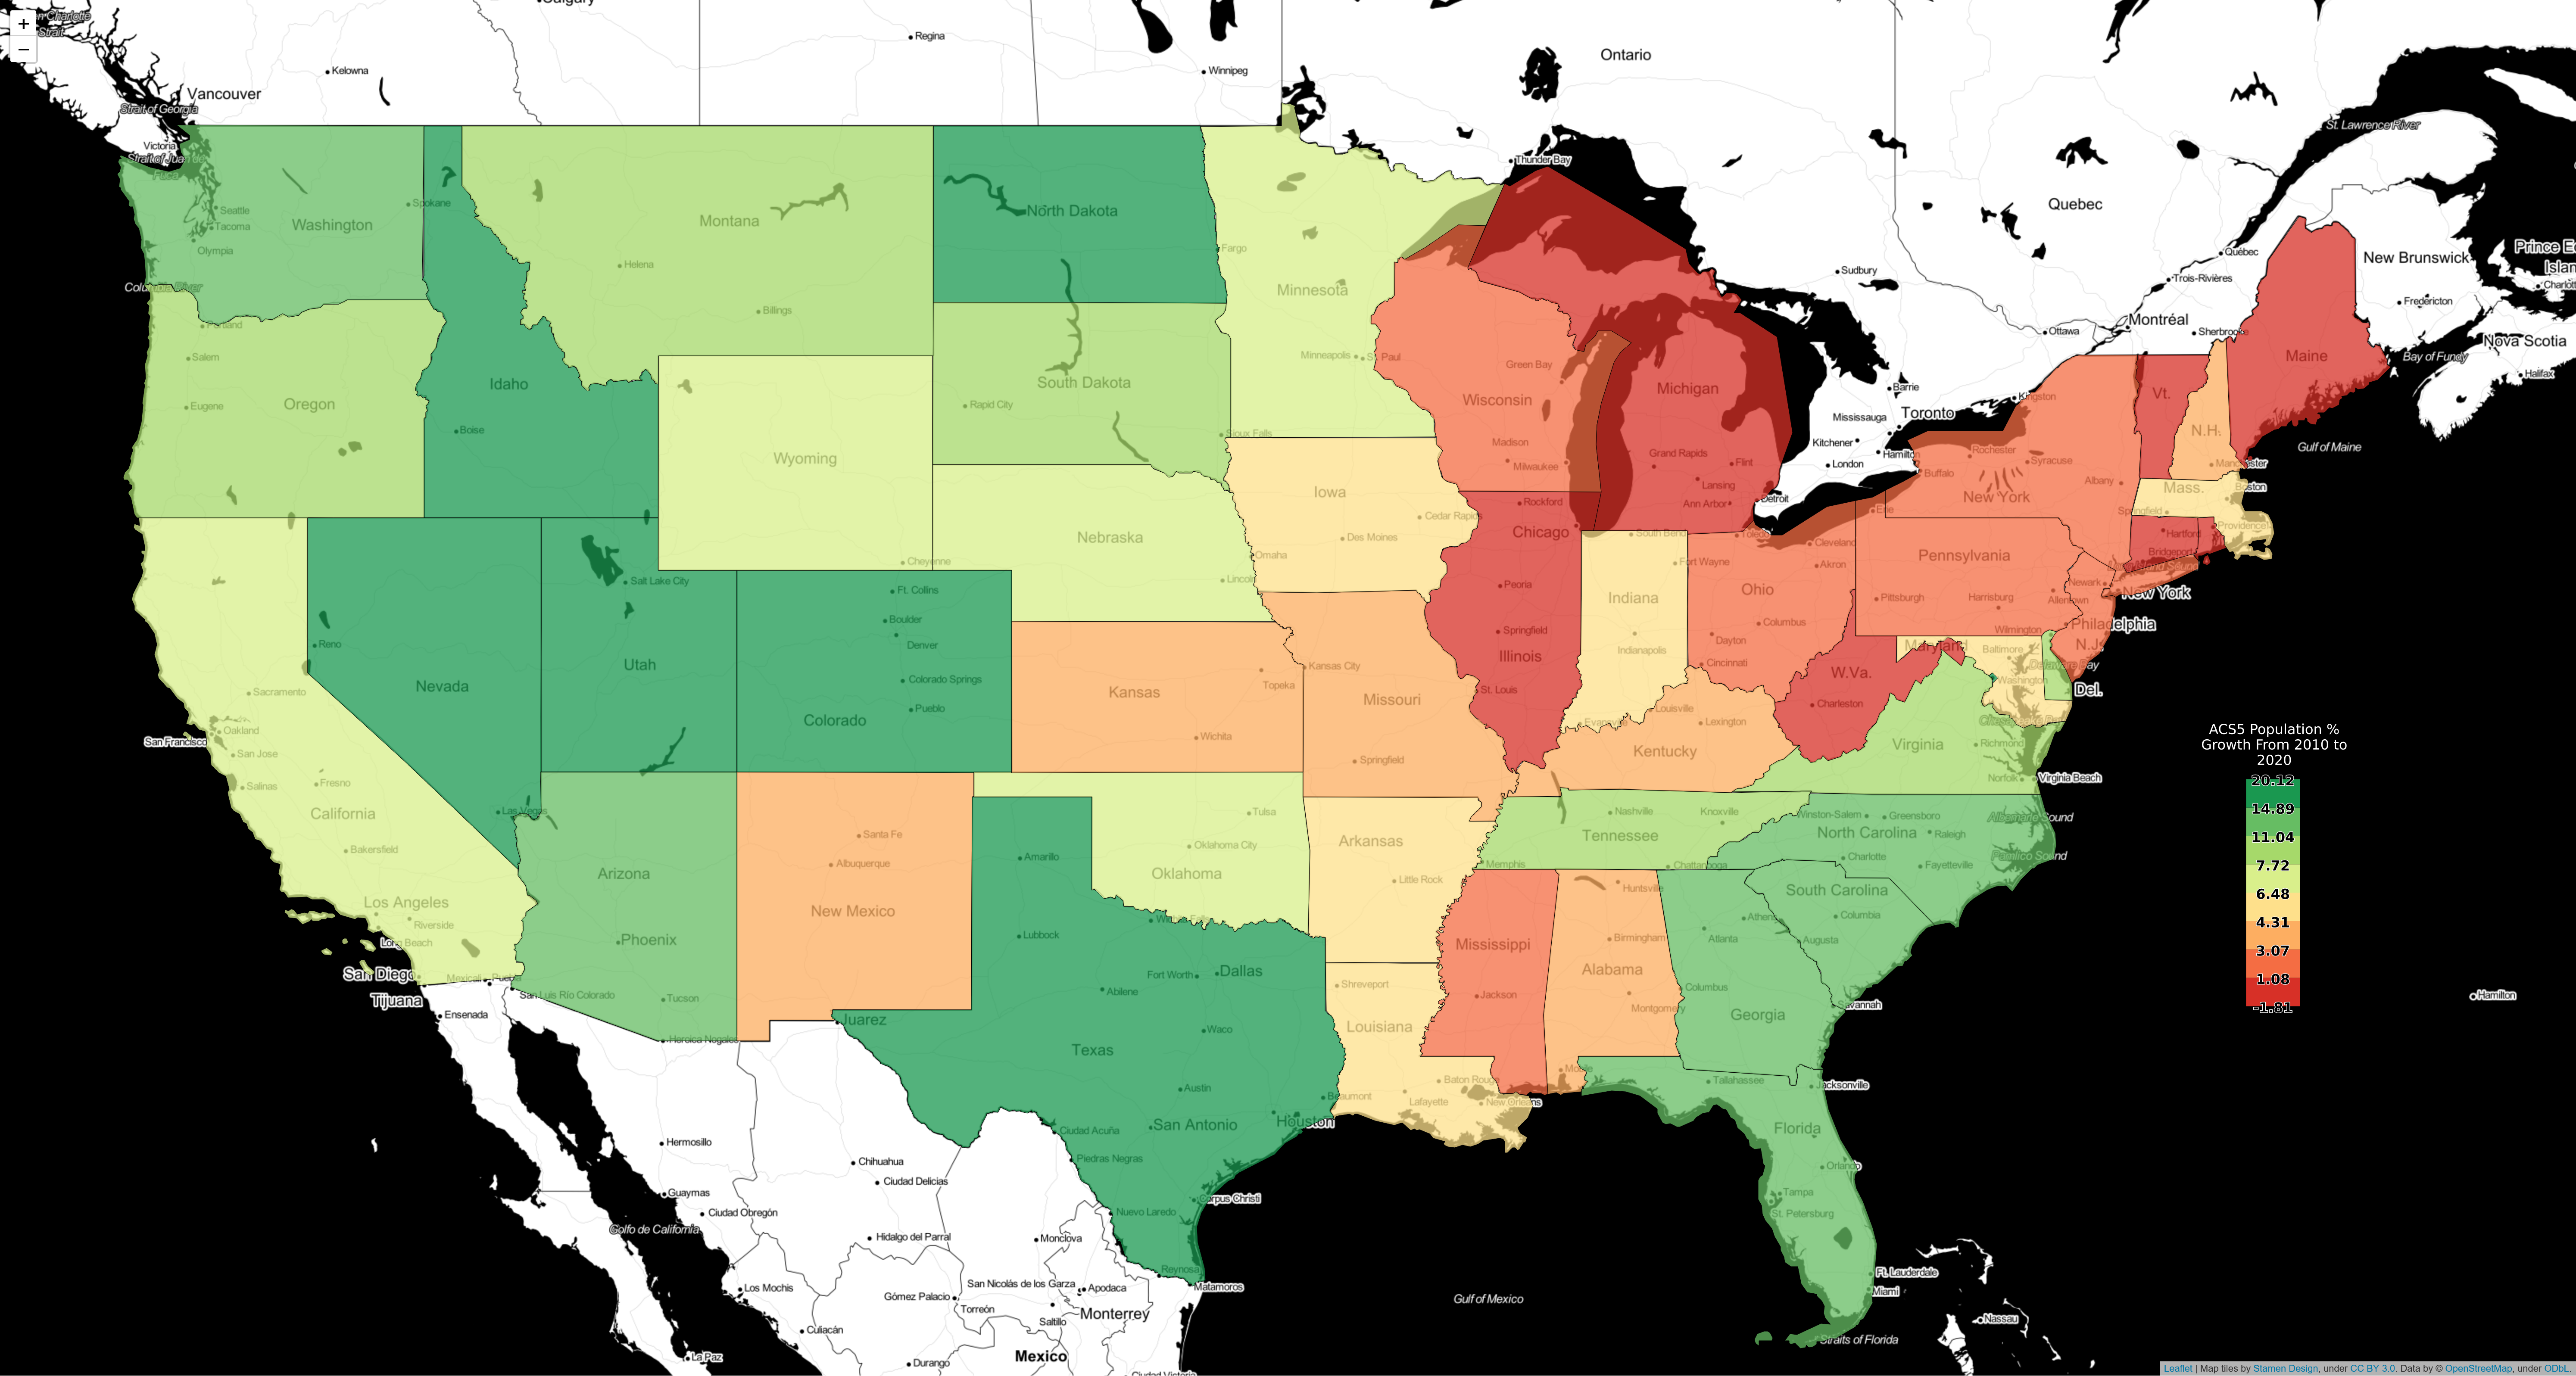 Calgary
+
−
Regina
Kelowna
Winnipeg
Ontario
Vancouver
Strait of Georgia
Victoria
St. Lawrence River
Thunder Bay
Quebec
Spokane
Seattle
Washington
Tacoma
Olympia
Montana
North Dakota
Helena
Fargo
Billings
Columbia River
Portland
Minnesota
Sudbury
Québec
Trois-Rivières
New Brunswick
Prince E
Islan
Charlott
Fredericton
Montréal
Ottawa
Sherbrooke
Nova Scotia
Bay of Fundy
Halifax
Maine
Salem
Eugene
Oregon
Idaho
Boise
Wyoming
South Dakota
Rapid City
Sioux Falls
Minneapolis
St. Paul
Green Bay
Wisconsin
Madison
Milwaukee
Michigan
Grand Rapids
Flint
Lansing
Ann Arbor
Detroit
Barrie
Kingston
Toronto
Mississauga
Kitchener
Hamilton
London
Vt.
N.H.
Manchester
Gulf of Maine
Rochester
Syracuse
Buffalo
Albany
New York
Mass.
Boston
Springfield
Providence
Hartford
Bridgeport
Iowa
Cedar Rapids
Des Moines
Rockford
Chicago
South Bend
Toledo
Cleveland
Erie
Fort Wayne
Akron
Nebraska
Omaha
Lincoln
Cheyenne
Peoria
Indiana
Ohio
Pennsylvania
Pittsburgh
Harrisburg
Allentown
Newark
New York
Philadelphia
Salt Lake City
Ft. Collins
Boulder
Denver
Reno
Utah
Nevada
Colorado Springs
Colorado
Pueblo
Kansas
Topeka
Kansas City
Wichita
Missouri
Springfield
St. Louis
Springfield
Illinois
Indianapolis
Evansville
Columbus
Dayton
Cincinnati
W.Va.
Charleston
Louisville
Lexington
Kentucky
Wilmington
Maryland
Baltimore
N.J.
Delaware Bay
Washington
Del.
Virginia
Richmond
Norfolk
Virginia Beach
Sacramento
San Francisco
Oakland
San Jose
Salinas
Fresno
California
Las Vegas
Bakersfield
Los Angeles
Riverside
Long Beach
San Diego
Tijuana
Mexicali
Puebla
Ensenada
San Luis Río Colorado
Arizona
Phoenix
Tucson
Heroica Nogales
Santa Fe
Albuquerque
New Mexico
Juarez
Amarillo
Lubbock
Wichita Falls
Tulsa
Oklahoma City
Oklahoma
Fort Worth
Dallas
Abilene
Waco
Texas
Austin
San Antonio
Houston
Beaumont
Ciudad Acuña
Piedras Negras
Corpus Christi
Nuevo Laredo
Reynosa
Matamoros
Arkansas
Little Rock
Shreveport
Louisiana
Baton Rouge
Lafayette
New Orleans
Nashville
Knoxville
Tennessee
Memphis
Chattanooga
Mississippi
Jackson
Huntsville
Birmingham
Alabama
Montgomery
Mobile
Winston-Salem
Greensboro
North Carolina
Raleigh
Charlotte
Fayetteville
Albemarle Sound
Pamlico Sound
South Carolina
Columbia
Athens
Atlanta
Augusta
Columbus
Georgia
Savannah
Tallahassee
Jacksonville
Florida
Orlando
Tampa
St. Petersburg
Ft. Lauderdale
Miami
Straits of Florida
Nassau
Hamilton
Hermosillo
Guaymas
Ciudad Obregón
Golfo de California
Chihuahua
Ciudad Delicias
Hidalgo del Parral
Monclova
Los Mochis
San Nicolás de los Garza
Apodaca
Gómez Palacio
Torreón
Monterrey
Saltillo
Culiacán
La Paz
Durango
Mexico
Ciudad Victoria
Gulf of Mexico
ACS5 Population %
Growth From 2010 to
2020
20.12
14.89
11.04
7.72
6.48
4.31
3.07
1.08
-1.81
Leaflet | Map tiles by Stamen Design, under CC BY 3.0. Data by © OpenStreetMap, under ODbL.